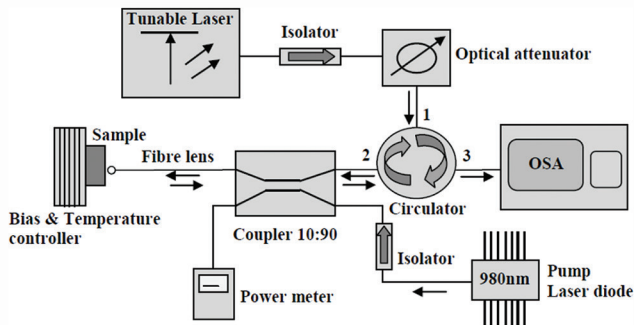 Tunable Laser
Isolator
Optical attenuator
1
Sample
Fibre lens
2
3
OSA
Bias & Temperature
controller
Circulator
Coupler 10:90
Isolator
Power meter
980nm
Pump
Laser diode